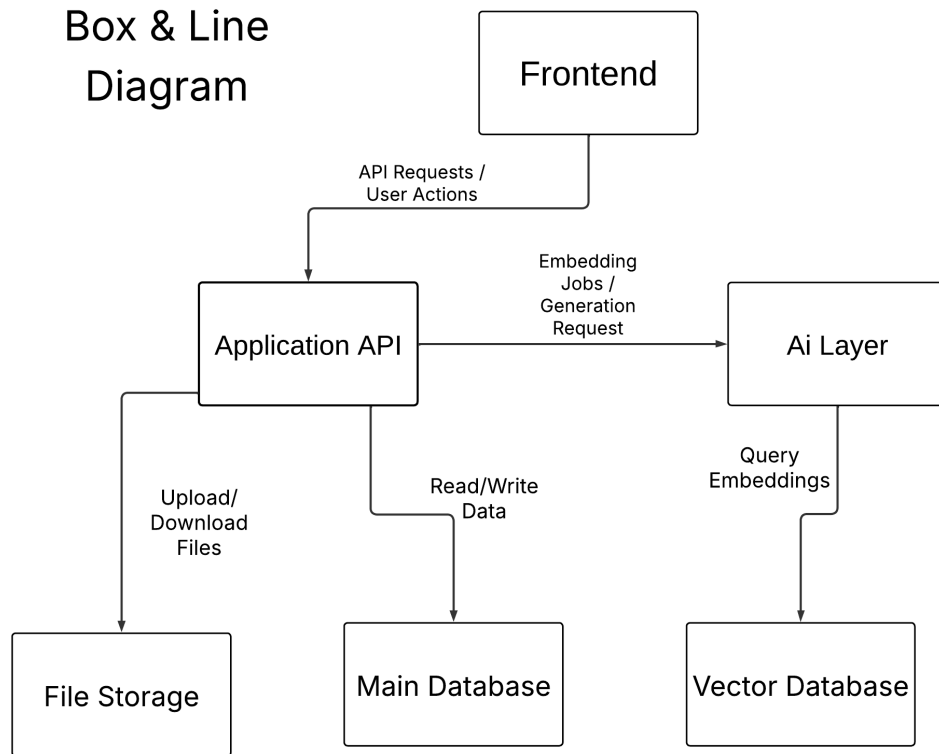 Box & Line
Diagram
Frontend
API Requests /
User Actions
Embedding
Jobs /
Generation
Request
Application API
Ai Layer
Query
Embeddings
Read/Write
Data
Upload/
Download
Files
File Storage
Main Database
Vector Database